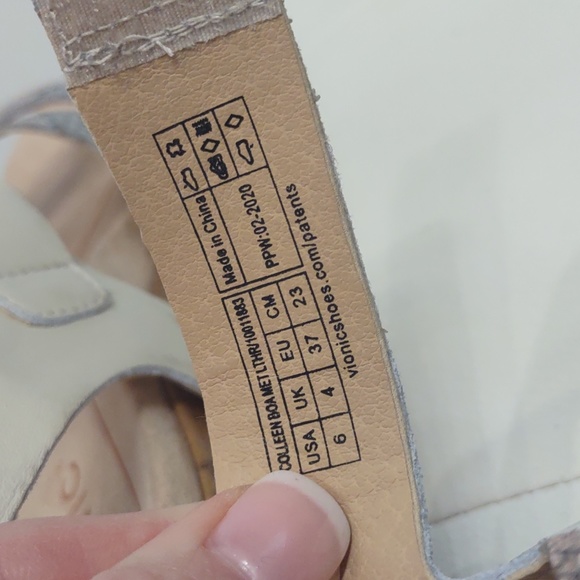 Made in China
PPW:02-2020
COLLEEN BOA MET LTHR/10011683
USA UK EU CM
6 4 37 23
vionicshoes.com/patents